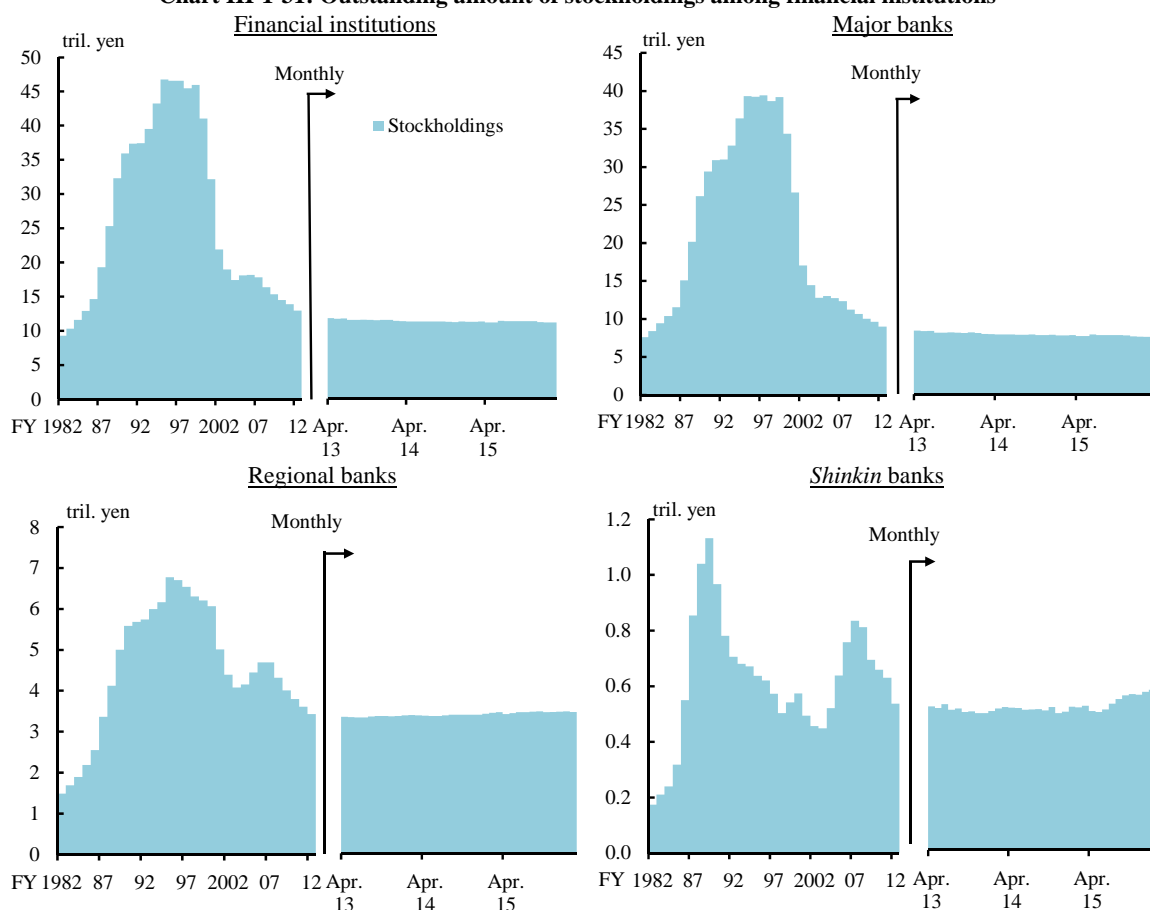 Financial institutions
tril. yen
50
45
40
35
30
25
20
15
10
5
0
Monthly
Stockholdings
FY 1982 87 92 97 2002 07 12 Apr. Apr. Apr.
13 14 15
Major banks
tril. yen
45
40
35
30
25
20
15
10
5
0
Monthly
FY 1982 87 92 97 2002 07 12 Apr. Apr. Apr.
13 14 15
Regional banks
tril. yen
8
7
6
5
4
3
2
1
0
Monthly
FY 1982 87 92 97 2002 07 12 Apr. Apr. Apr.
13 14 15
Shinkin banks
tril. yen
1.2
1.0
0.8
0.6
0.4
0.2
0.0
Monthly
FY 1982 87 92 97 2002 07 12 Apr. Apr. Apr.
13 14 15